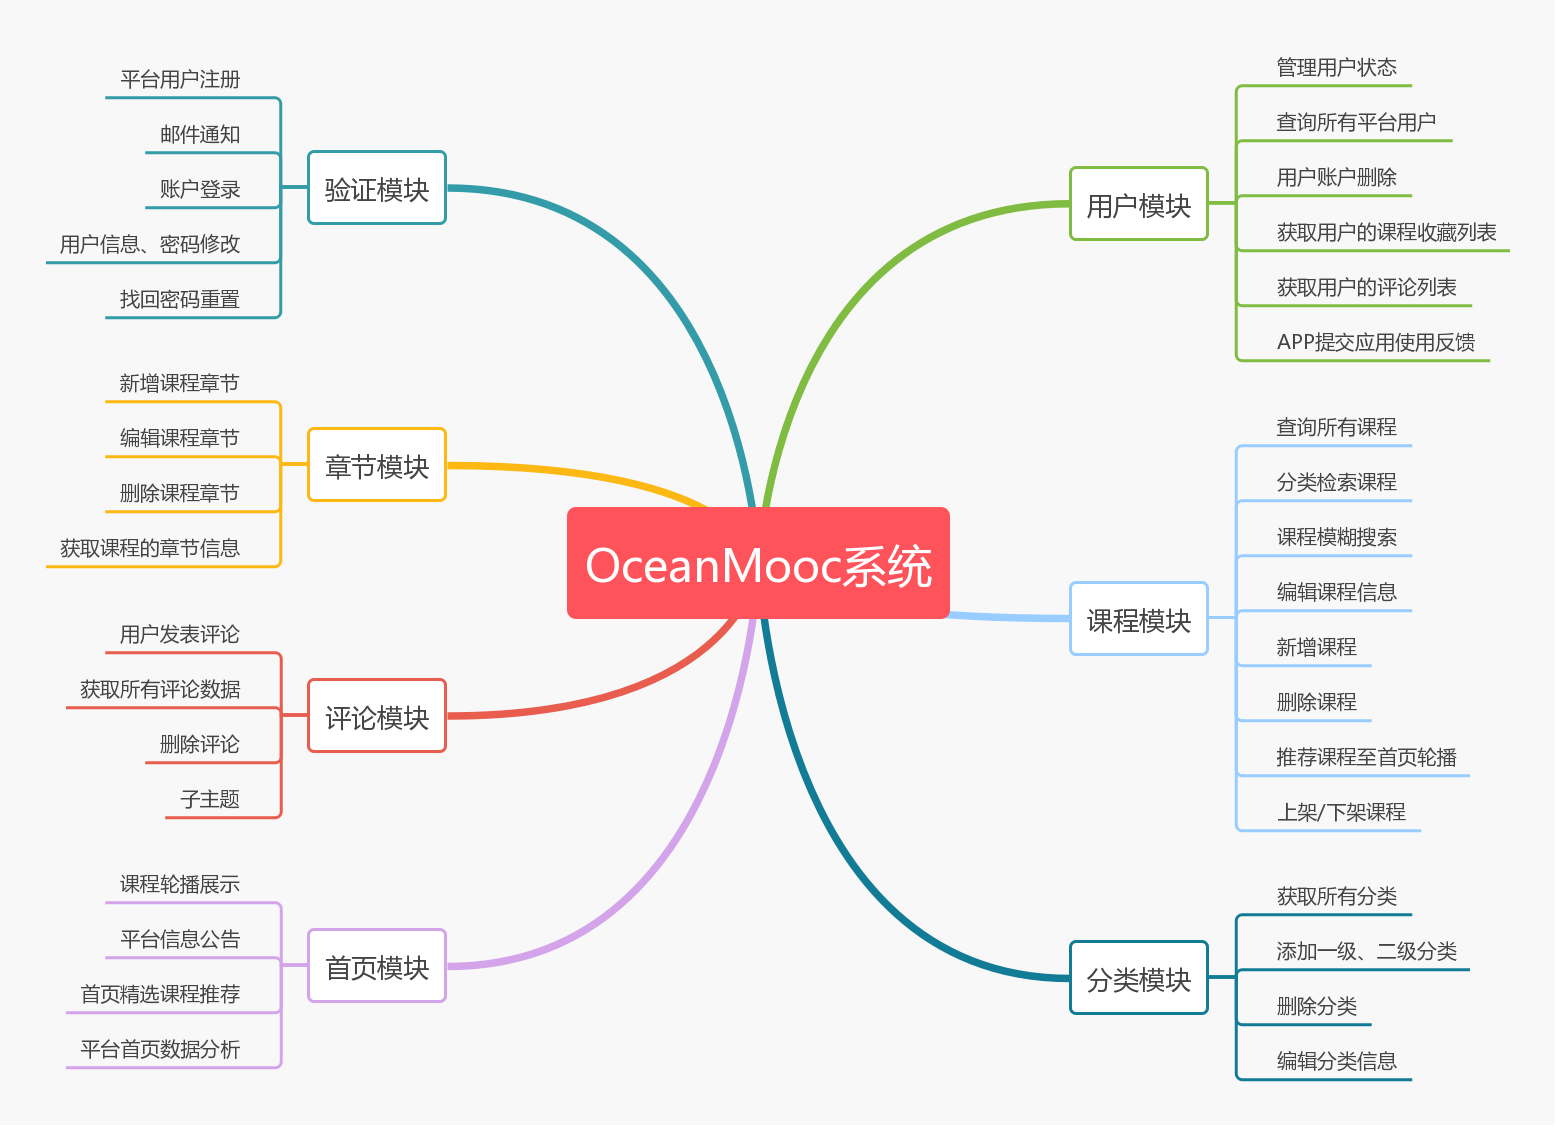 OceanMooc系统
验证模块
平台用户注册
邮件通知
账户登录
用户信息、密码修改
找回密码重置
章节模块
新增课程章节
编辑课程章节
删除课程章节
获取课程的章节信息
评论模块
用户发表评论
获取所有评论数据
删除评论
子主题
首页模块
课程轮播展示
平台信息公告
首页精选课程推荐
平台首页数据分析
用户模块
管理用户状态
查询所有平台用户
用户账户删除
获取用户的课程收藏列表
获取用户的评论列表
APP提交应用使用反馈
课程模块
查询所有课程
分类检索课程
课程模糊搜索
编辑课程信息
新增课程
删除课程
推荐课程至首页轮播
上架/下架课程
分类模块
获取所有分类
添加一级、二级分类
删除分类
编辑分类信息